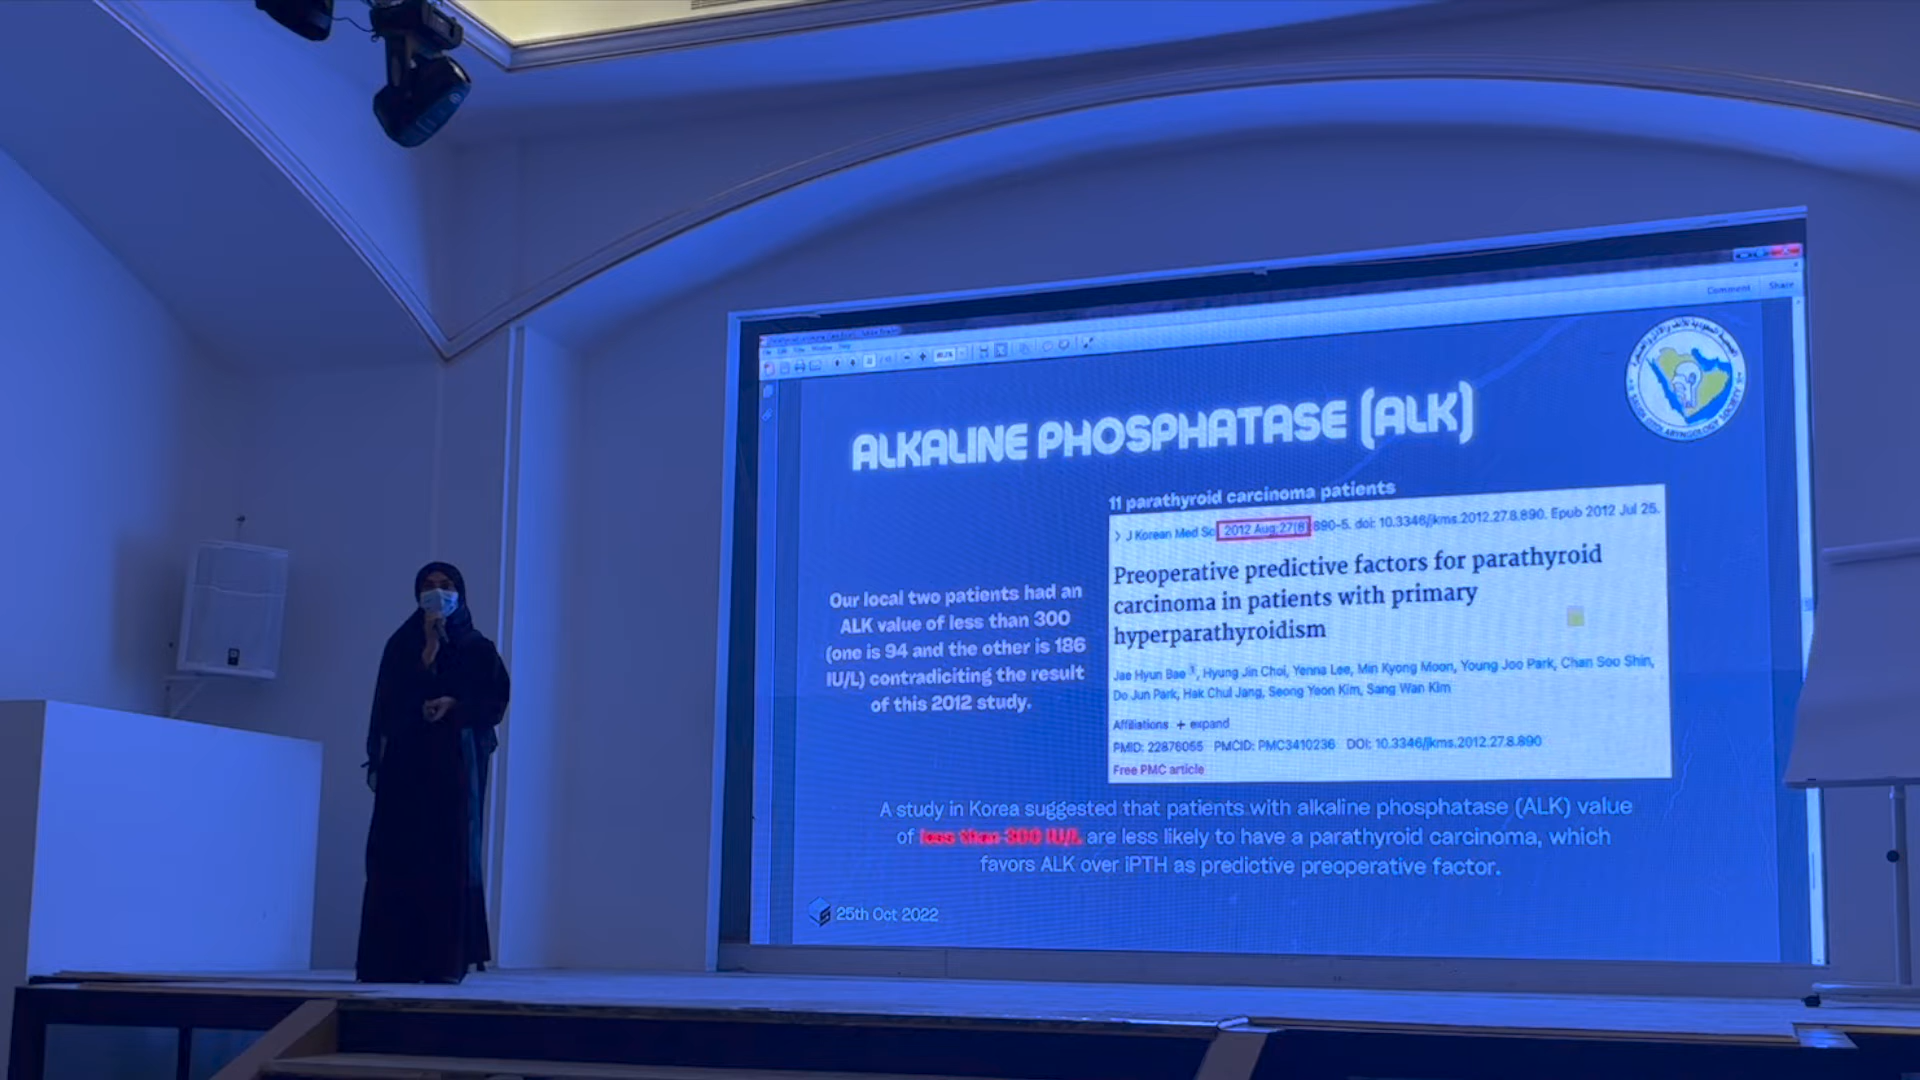 Comment Share
ALKALINE PHOSPHATASE (ALK)
11 parathyroid carcinoma patients
› J Korean Med Sc 2012 Aug;27(8) 890-5. doi: 10.3346/jkms.2012.27.8.890. Epub 2012 Jul 25.
Preoperative predictive factors for parathyroid
carcinoma in patients with primary
hyperparathyroidism
Jae Hyun Bae 1, Hyung Jin Choi, Yenna Lee, Min Kyong Moon, Young Joo Park, Chan Soo Shin,
Do Jun Park, Hak Chul Jang, Seong Yeon Kim, Sang Wan Kim
Affiliations + expand
PMID: 22876055 PMCID: PMC3410236 DOI: 10.3346/jkms.2012.27.8.890
Free PMC article
Our local two patients had an
ALK value of less than 300
(one is 94 and the other is 186
IU/L) contradiciting the result
of this 2012 study.
A study in Korea suggested that patients with alkaline phosphatase (ALK) value
of less than 300 IU/L are less likely to have a parathyroid carcinoma, which
favors ALK over iPTH as predictive preoperative factor.
25th Oct 2022